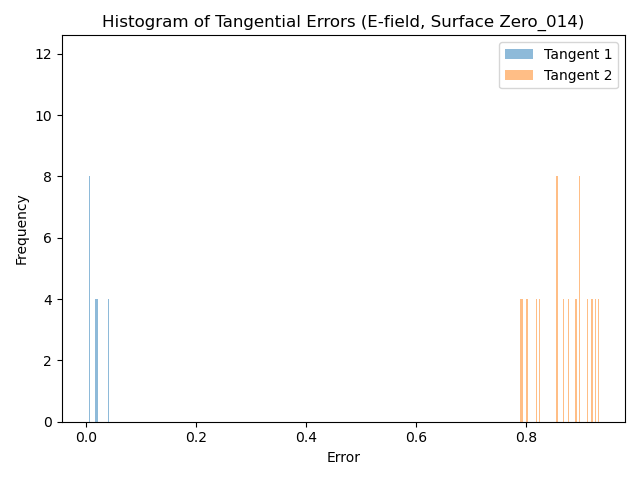 Histogram of Tangential Errors (E-field, Surface Zero_014)
Tangent 1
Tangent 2
Frequency
12
10
8
6
4
2
0
0.0 0.2 0.4 0.6 0.8
Error